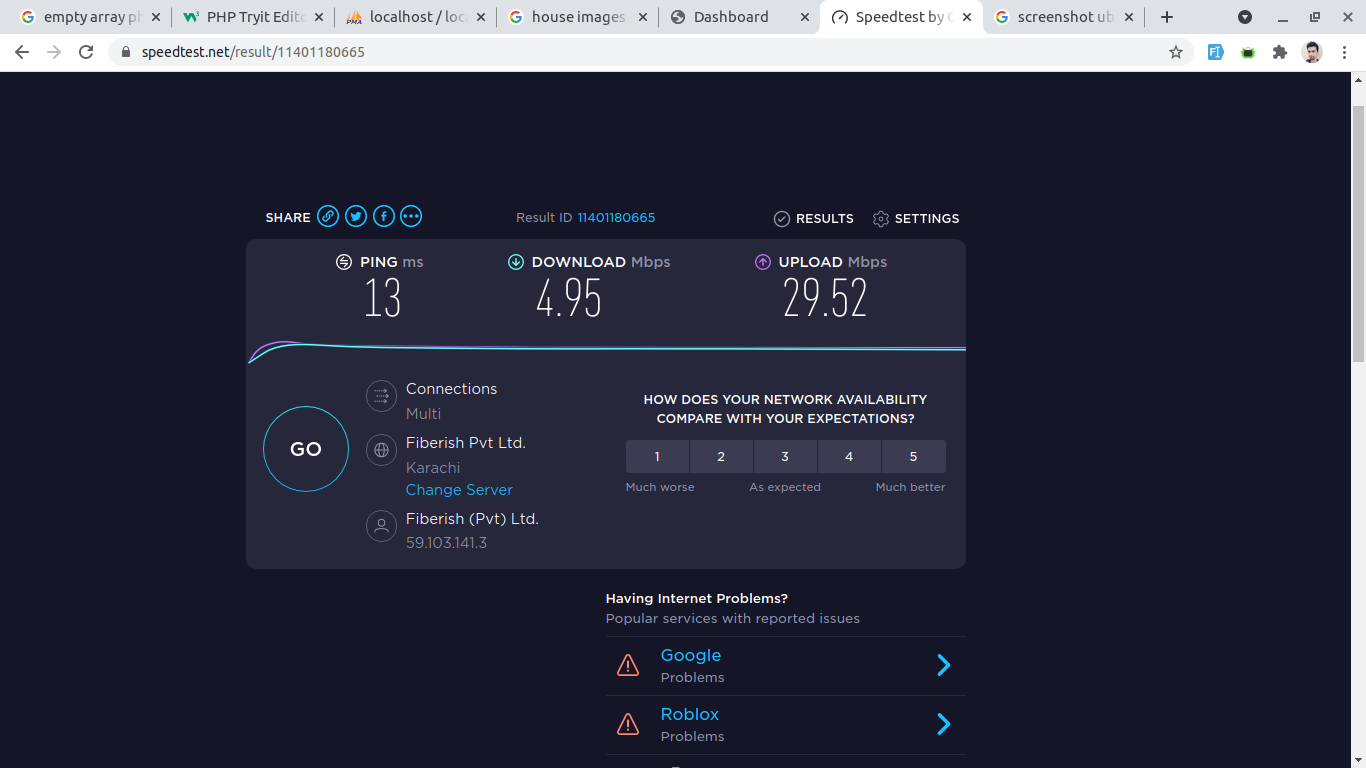 empty array ph
PHP Tryit Edito
localhost / loc
house images
Dashboard
Speedtest by O
screenshot ub
speedtest.net/result/11401180665
SHARE
Result ID 11401180665
RESULTS
SETTINGS
PING ms
DOWNLOAD Mbps
UPLOAD Mbps
13
4.95
29.52
GO
Connections
Multi
Fiberish Pvt Ltd.
Karachi
Change Server
Fiberish (Pvt) Ltd.
59.103.141.3
HOW DOES YOUR NETWORK AVAILABILITY
COMPARE WITH YOUR EXPECTATIONS?
1 2 3 4 5
Much worse As expected Much better
Having Internet Problems?
Popular services with reported issues
Google
Problems
Roblox
Problems